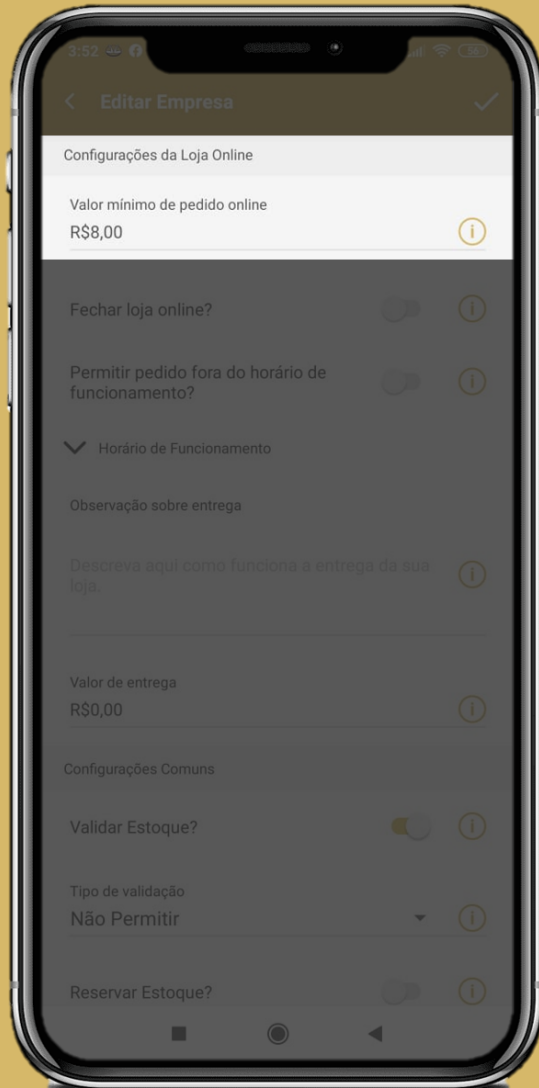 3:52
Editar Empresa
Configurações da Loja Online
Valor mínimo de pedido online
R$8,00
Fechar loja online?
Permitir pedido fora do horário de
funcionamento?
Horário de Funcionamento
Observação sobre entrega
Descreva aqui como funciona a entrega da sua
loja.
Valor de entrega
R$0,00
Configurações Comuns
Validar Estoque?
Tipo de validação
Não Permitir
Reservar Estoque?